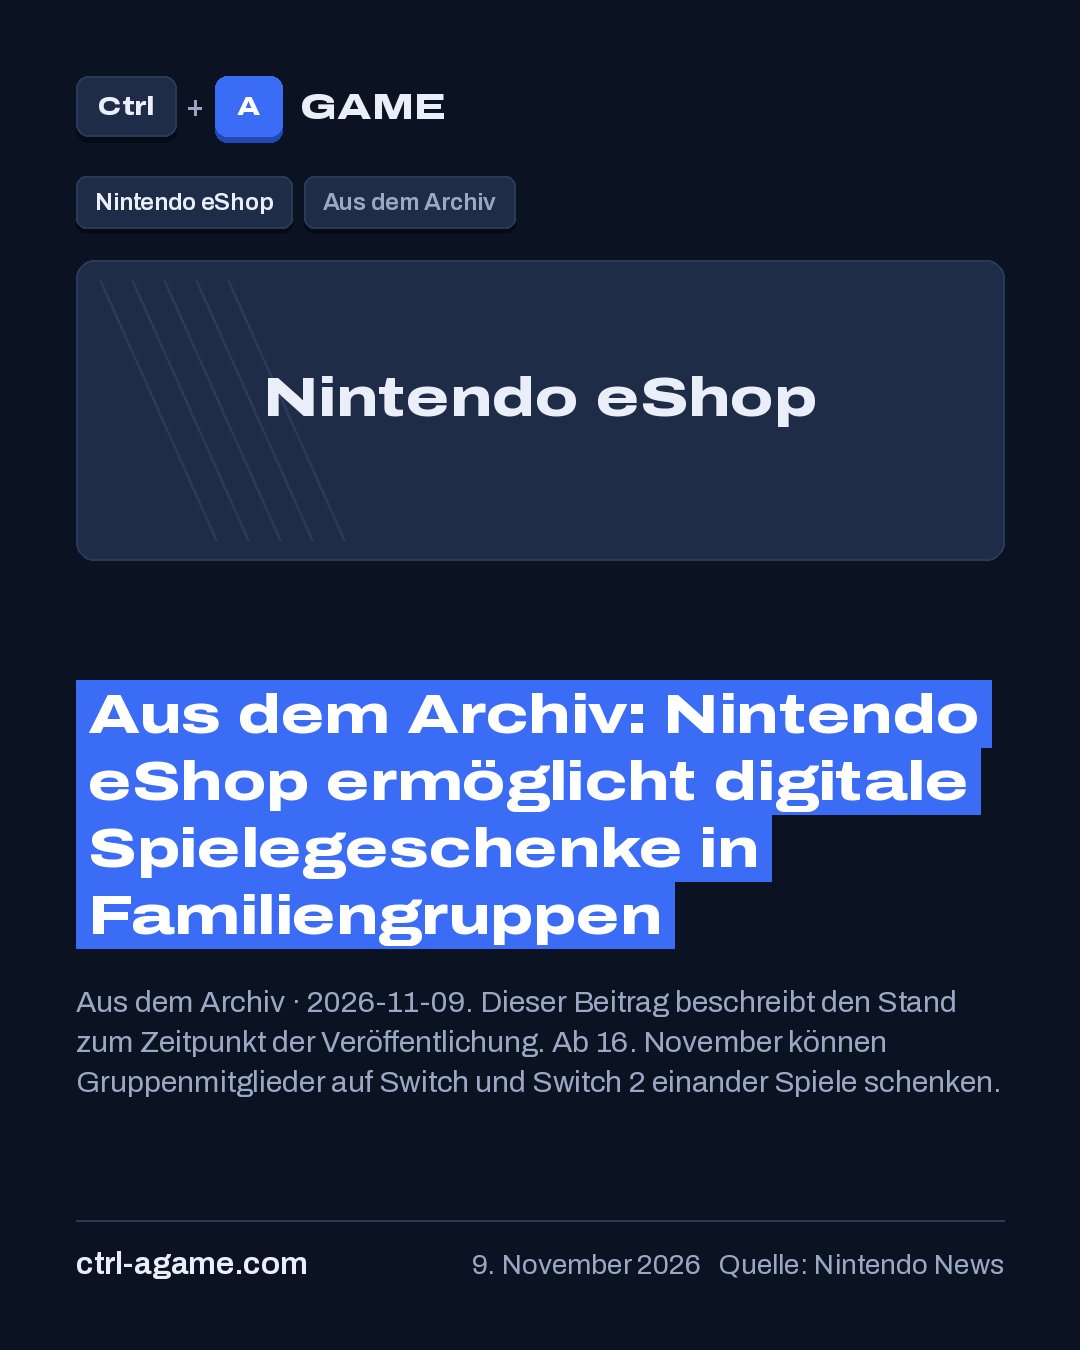 Ctrl + A GAME
Nintendo eShop Aus dem Archiv
Nintendo eShop
Aus dem Archiv: Nintendo
eShop ermöglicht digitale
Spielegeschenke in
Familiengruppen
Aus dem Archiv · 2026-11-09. Dieser Beitrag beschreibt den Stand
zum Zeitpunkt der Veröffentlichung. Ab 16. November können
Gruppenmitglieder auf Switch und Switch 2 einander Spiele schenken.
ctrl-agame.com 9. November 2026 Quelle: Nintendo News